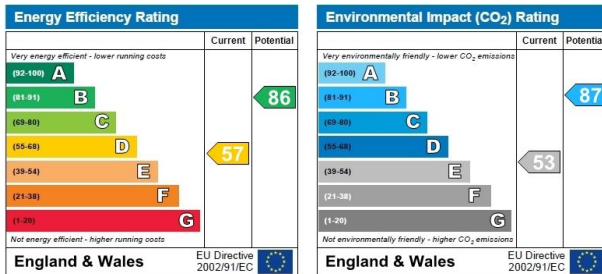 Energy Efficiency Rating
Current Potential
Very energy efficient - lower running costs
(92-100) A
(81-91) B
86
(69-80) C
(55-68) D
57
(39-54) E
(21-38) F
(1-20) G
Not energy efficient - higher running costs
England & Wales
EU Directive
2002/91/EC
Environmental Impact (CO₂) Rating
Current Potential
Very environmentally friendly - lower CO₂ emissions
(92-100) A
(81-91) B
87
(69-80) C
(55-68) D
(39-54) E
53
(21-38) F
(1-20) G
Not environmentally friendly - higher CO₂ emissions
England & Wales
EU Directive
2002/91/EC